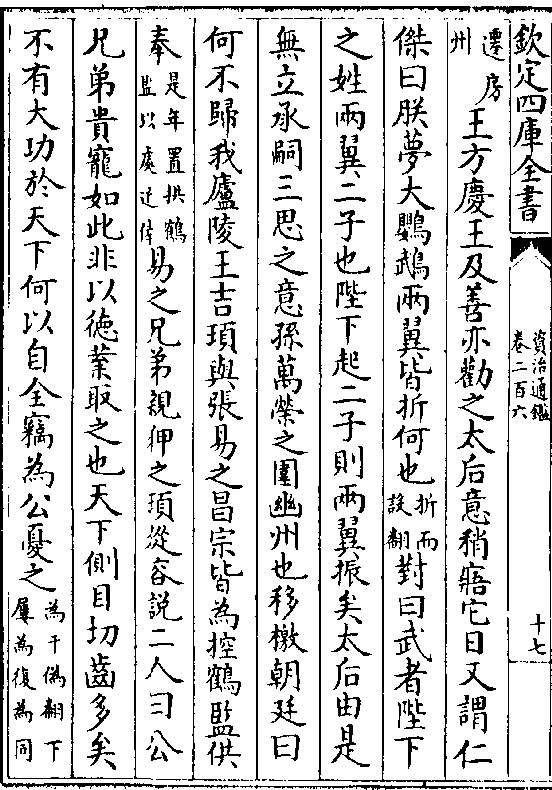 欽定四庫全書
資治通鑑
卷二百六
十七
遷房
州
王方慶王及善亦勸之太后意稍寤它日又謂仁
傑曰朕夢大鸚鵡兩翼皆折何也
折而
設翻
對曰武者陛下
之姓兩翼二子也陛下起二子則兩翼振矣太后由是
無立承嗣三思之意孫萬榮之圍幽州也移檄朝廷曰
何不歸我廬陵王吉頊與張易之昌宗皆為控鶴監供
奉
是年置控鶴
監以處近倖
易之兄弟親狎之頊從容説二人曰公
兄弟貴寵如此非以德業取之也天下側目切齒多矣
不有大功於天下何以自全竊為公憂之
為于偽翻下
屢為復為同